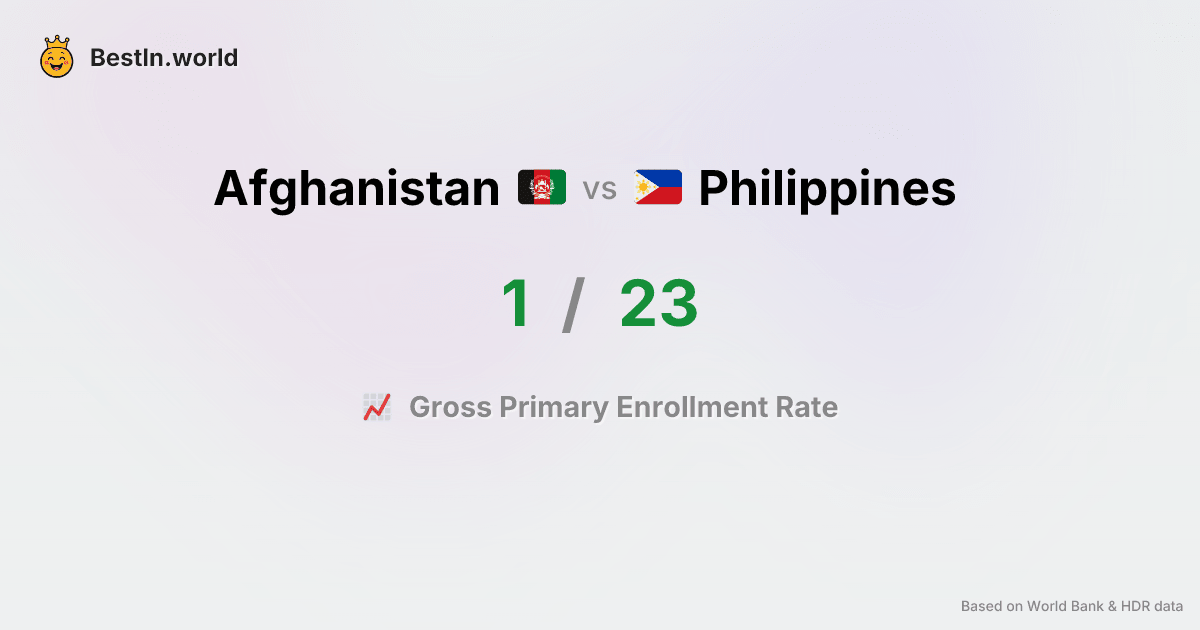 BestIn.world
Afghanistan vs Philippines
1 / 23
Gross Primary Enrollment Rate
Based on World Bank & HDR data